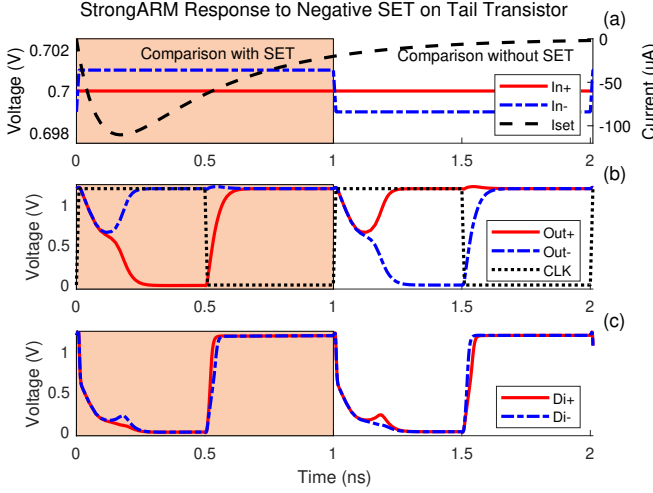 StrongARM Response to Negative SET on Tail Transistor
(a)
Voltage (V)
0.702
0.7
0.698
Comparison with SET
Comparison without SET
In+
In-
Iset
0
-50
-100
Current (uA)
0
0.5
1
1.5
2
(b)
Voltage (V)
1
0.5
0
Out+
Out-
CLK
0
0.5
1
1.5
2
(c)
Voltage (V)
1
0.5
0
Di+
Di-
0
0.5
1
1.5
2
Time (ns)